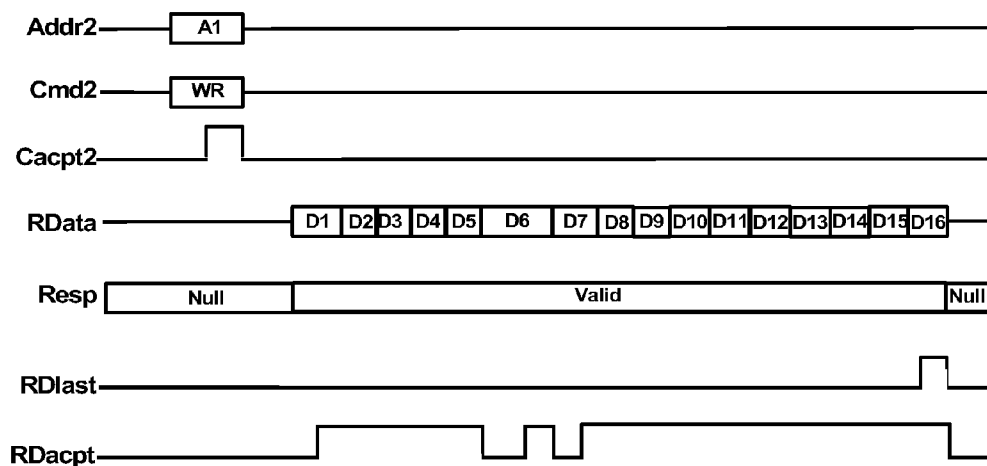 Addr2 A1
Cmd2 WR
Cacpt2
RData D1 D2 D3 D4 D5 D6 D7 D8 D9 D10 D11 D12 D13 D14 D15 D16
Resp Null Valid Null
RDlast
RDacpt